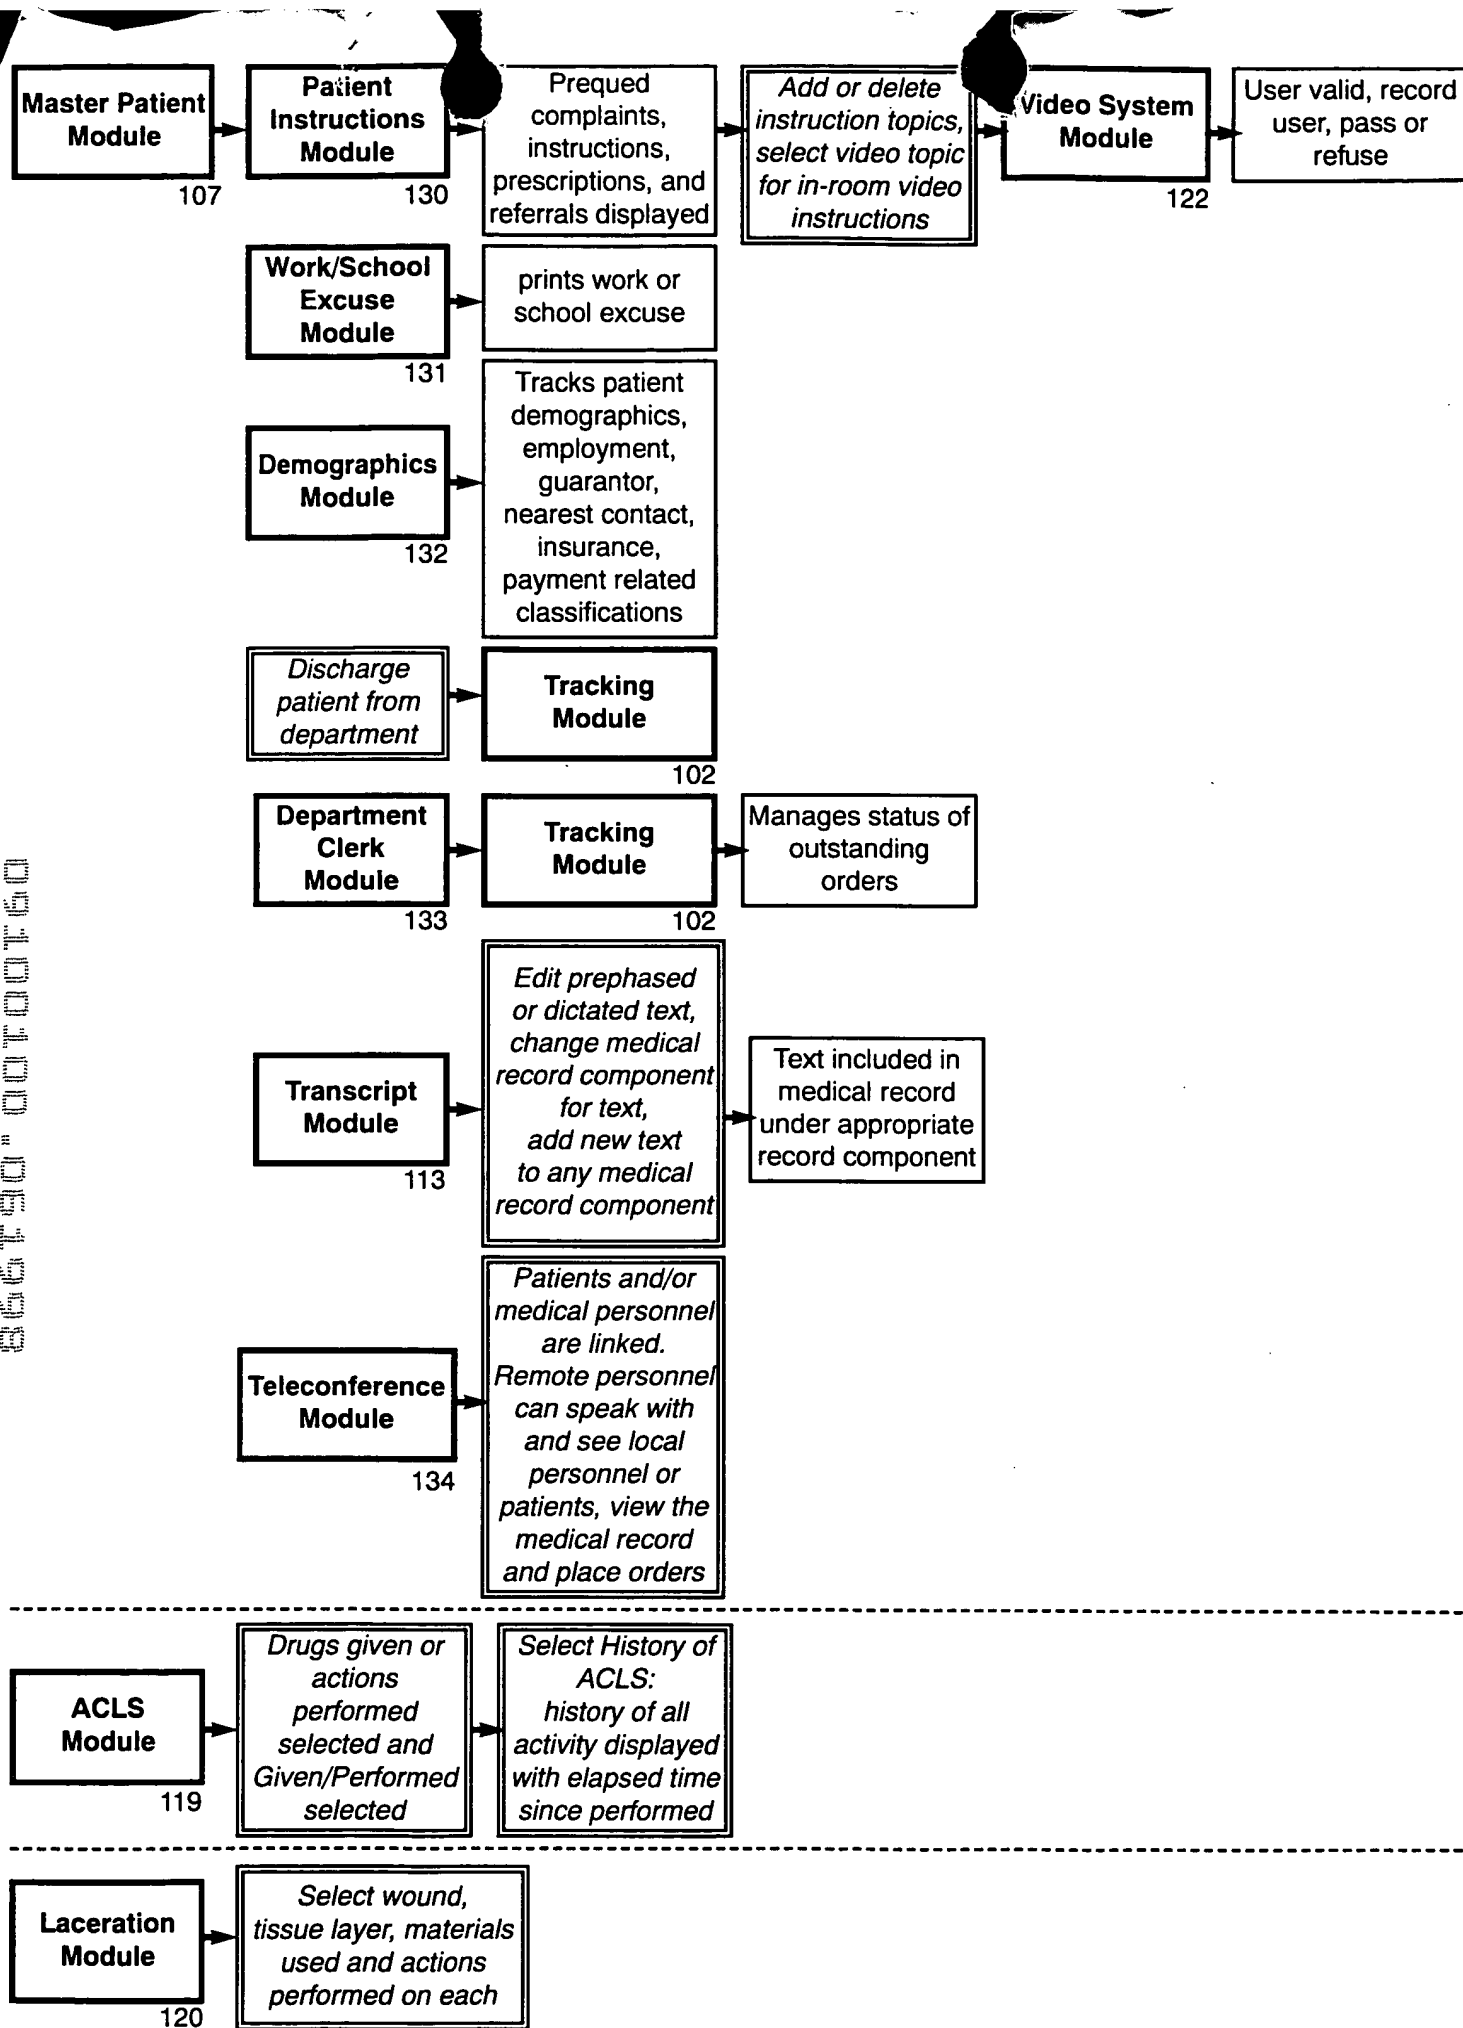 Master Patient
Module
107
Patient
Instructions
Module
130
Prequed
complaints,
instructions,
prescriptions, and
referrals displayed
Add or delete
instruction topics,
select video topic
for in-room video
instructions
Video System
Module
122
User valid, record
user, pass or
refuse
Work/School
Excuse
Module
131
prints work or
school excuse
Demographics
Module
132
Tracks patient
demographics,
employment,
guarantor,
nearest contact,
insurance,
payment related
classifications
Discharge
patient from
department
Tracking
Module
102
Department
Clerk
Module
133
Tracking
Module
102
Manages status of
outstanding
orders
Transcript
Module
113
Edit prephased
or dictated text,
change medical
record component
for text,
add new text
to any medical
record component
Text included in
medical record
under appropriate
record component
Teleconference
Module
134
Patients and/or
medical personnel
are linked.
Remote personnel
can speak with
and see local
personnel or
patients, view the
medical record
and place orders
ACLS
Module
119
Drugs given or
actions
performed
selected and
Given/Performed
selected
Select History of
ACLS:
history of all
activity displayed
with elapsed time
since performed
Laceration
Module
120
Select wound,
tissue layer, materials
used and actions
performed on each